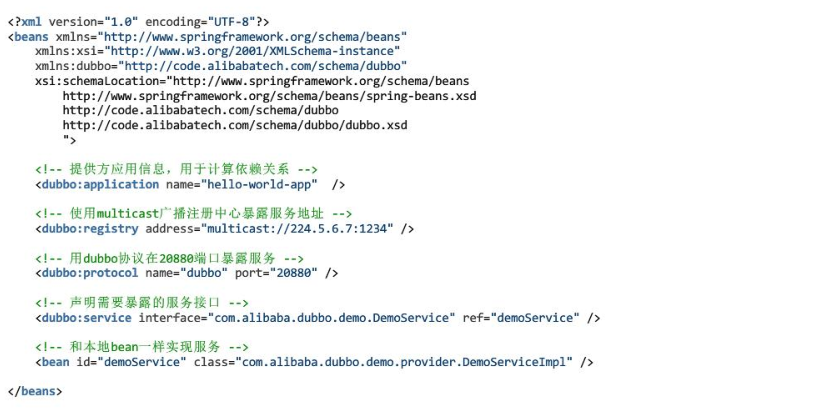 <?xml version="1.0" encoding="UTF-8"?>
<beans xmlns="http://www.springframework.org/schema/beans"
    xmlns:xsi="http://www.w3.org/2001/XMLSchema-instance"
    xmlns:dubbo="http://code.alibabatech.com/schema/dubbo"
    xsi:schemaLocation="http://www.springframework.org/schema/beans
        http://www.springframework.org/schema/beans/spring-beans.xsd
        http://code.alibabatech.com/schema/dubbo
        http://code.alibabatech.com/schema/dubbo/dubbo.xsd
        ">
    <!-- 提供方应用信息，用于计算依赖关系 -->
    <dubbo:application name="hello-world-app"  />
    <!-- 使用multicast广播注册中心暴露服务地址 -->
    <dubbo:registry address="multicast://224.5.6.7:1234" />
    <!-- 用dubbo协议在20880端口暴露服务 -->
    <dubbo:protocol name="dubbo" port="20880" />
    <!-- 声明需要暴露的服务接口 -->
    <dubbo:service interface="com.alibaba.dubbo.demo.DemoService" ref="demoService" />
    <!-- 和本地bean一样实现服务 -->
    <bean id="demoService" class="com.alibaba.dubbo.demo.provider.DemoServiceImpl" />
</beans>